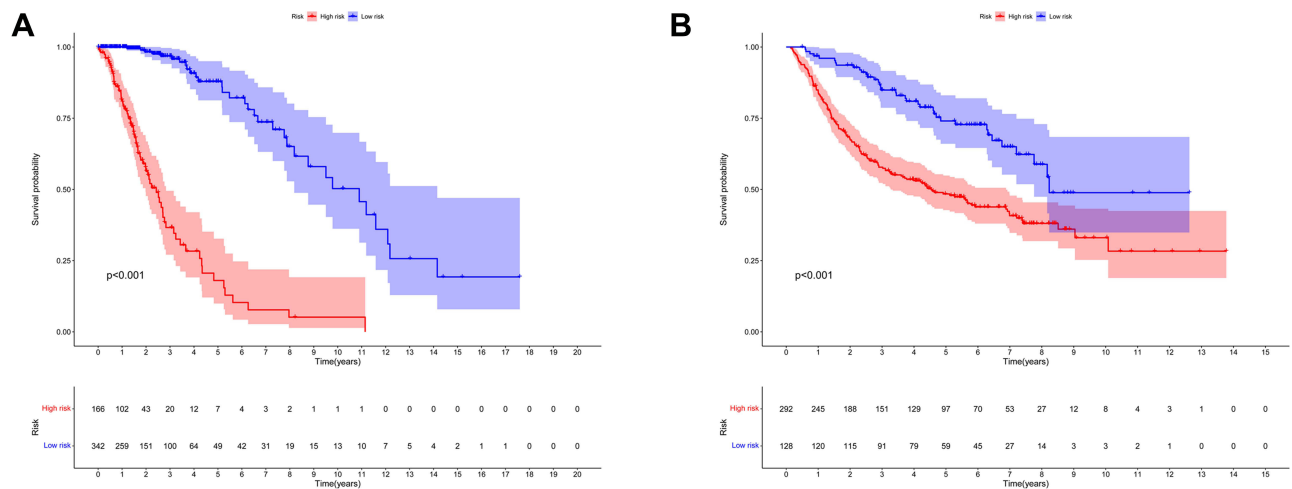 A
Risk High risk Low risk
Survival probability
1.00
0.75
0.50
0.25
0.00
p<0.001
0 1 2 3 4 5 6 7 8 9 10 11 12 13 14 15 16 17 18 19 20
Time(years)
Risk
High risk 166 102 43 20 12 7 4 3 2 1 1 1 0 0 0 0 0 0 0 0 0
Low risk 342 259 151 100 64 49 42 31 19 15 13 10 7 5 4 2 1 1 0 0 0
0 1 2 3 4 5 6 7 8 9 10 11 12 13 14 15 16 17 18 19 20
Time(years)
B
Risk High risk Low risk
Survival probability
1.00
0.75
0.50
0.25
0.00
p<0.001
0 1 2 3 4 5 6 7 8 9 10 11 12 13 14 15
Time(years)
Risk
High risk 292 245 188 151 129 97 70 53 27 12 8 4 3 1 0 0
Low risk 128 120 115 91 79 59 45 27 14 3 3 2 1 0 0 0
0 1 2 3 4 5 6 7 8 9 10 11 12 13 14 15
Time(years)